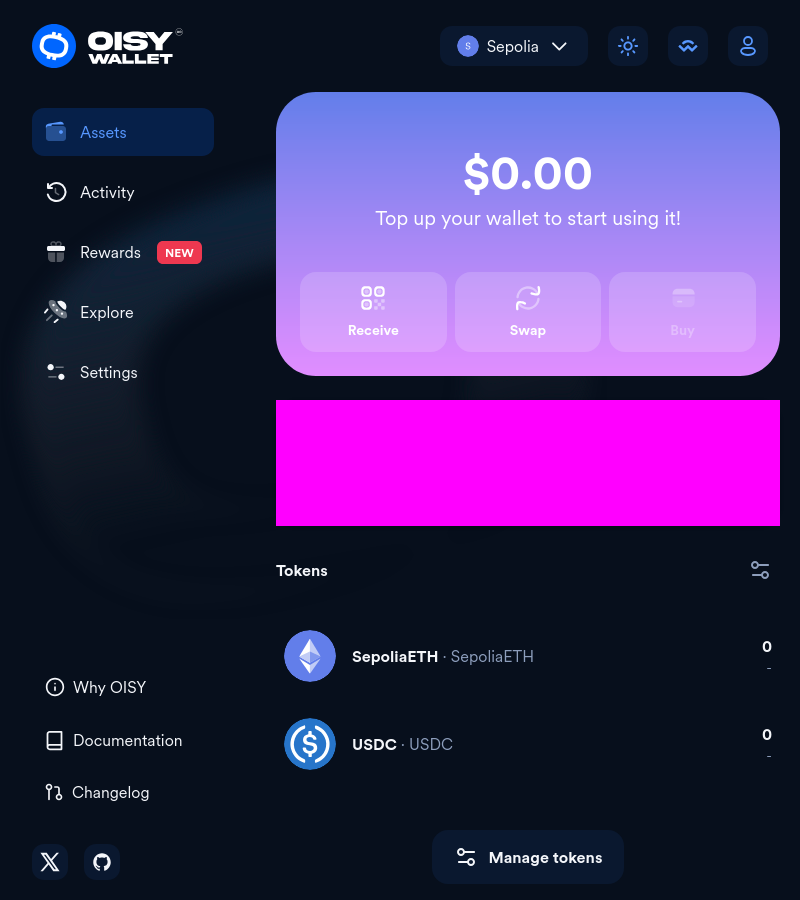 OISY
WALLET
S Sepolia
Assets
Activity
Rewards NEW
Explore
Settings
$0.00
Top up your wallet to start using it!
Receive
Swap
Buy
Tokens
SepoliaETH · SepoliaETH
0
-
USDC · USDC
0
-
Why OISY
Documentation
Changelog
Manage tokens